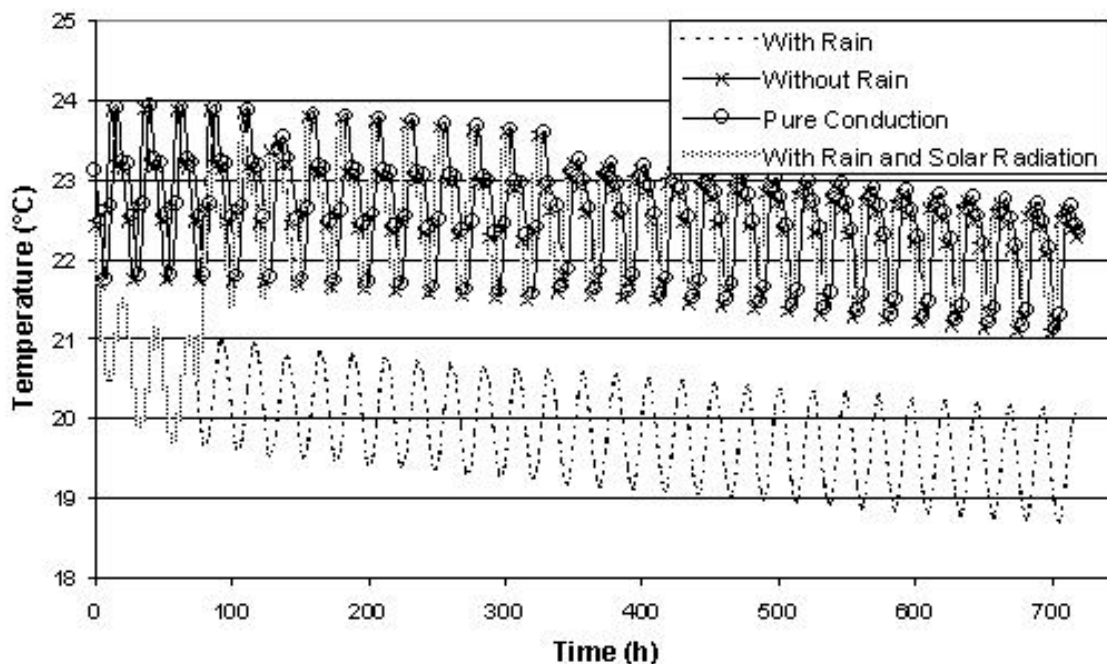 25
24
23
22
21
20
19
18
Temperature (°C)
0 100 200 300 400 500 600 700
Time (h)
With Rain
Without Rain
Pure Conduction
With Rain and Solar Radiation